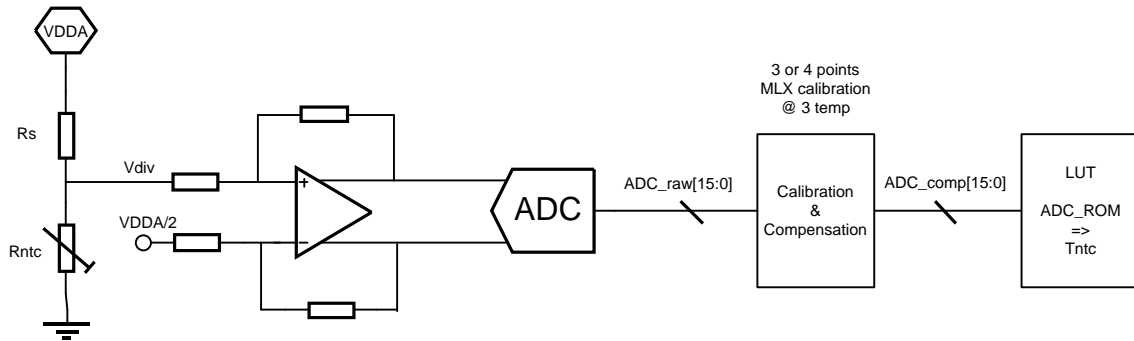 VDDA
Rs
Vdiv
VDDA/2
Rntc
+
−
ADC
ADC_raw[15:0]
3 or 4 points
MLX calibration
@ 3 temp
Calibration
&
Compensation
ADC_comp[15:0]
LUT
ADC_ROM
=>
Tntc